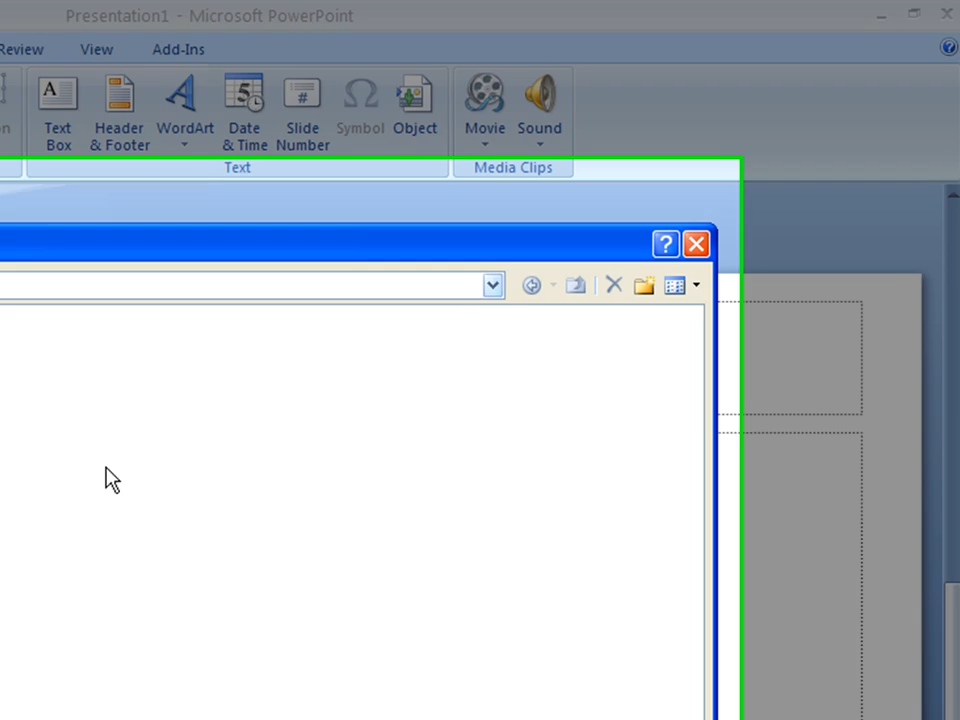 Presentation1 - Microsoft PowerPoint
Review View Add-Ins
A 5 #
Text Box
Header & Footer
WordArt
Date & Time
Slide Number
Symbol
Object
Movie
Sound
Text
Media Clips